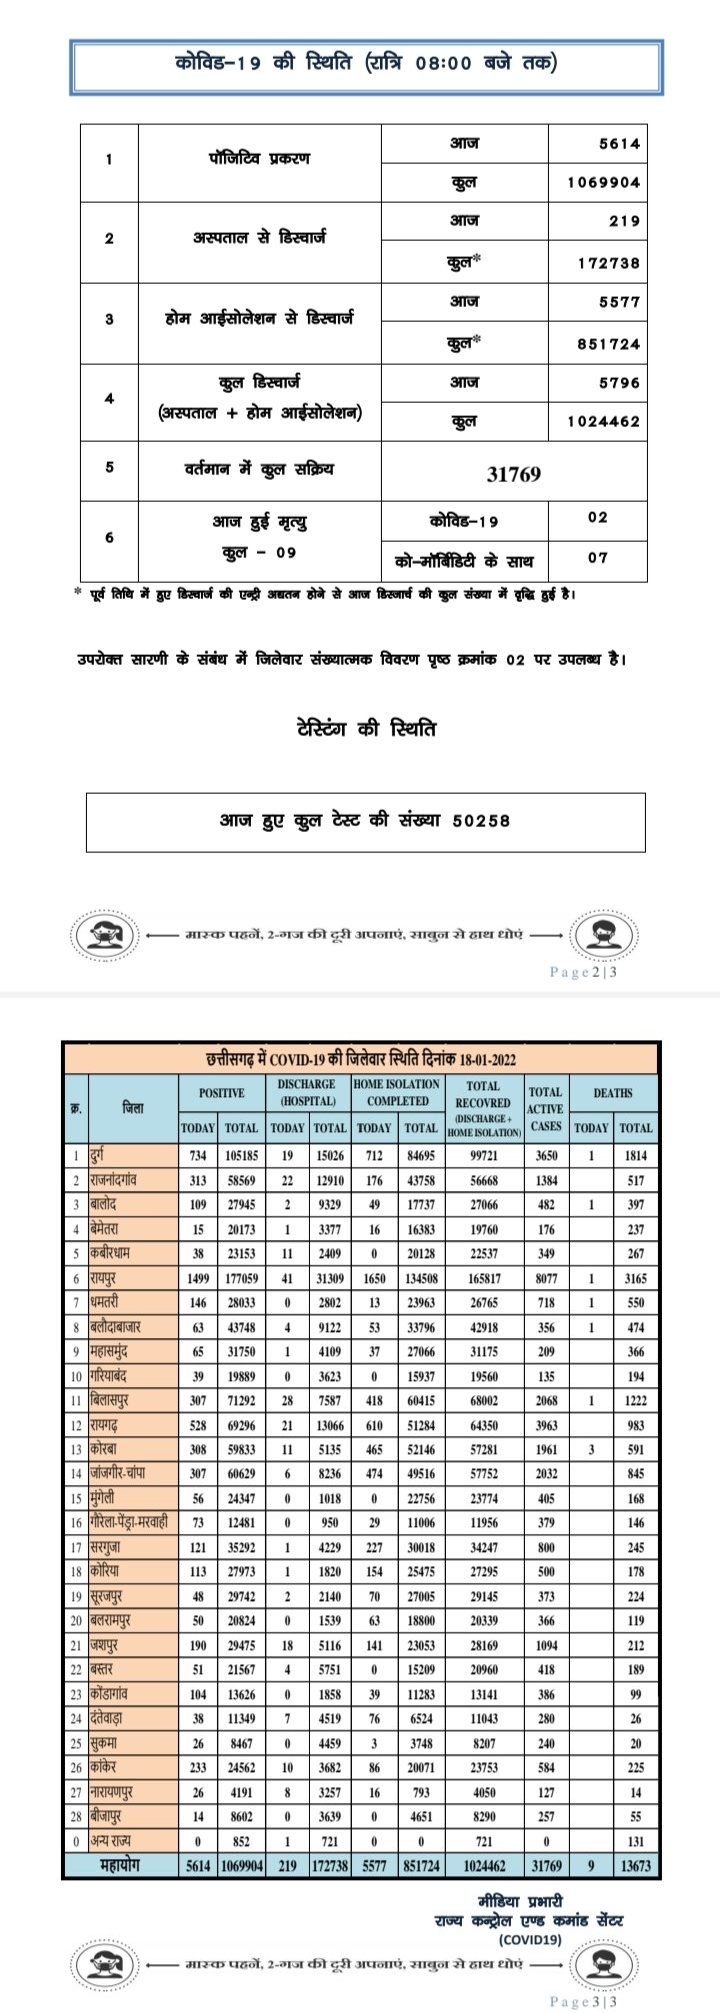 कोविड–19 की स्थिति (रात्रि 08:00 बजे तक)
1 पॉजिटिव प्रकरण आज 5614
कुल 1069904
2 अस्पताल से डिस्चार्ज आज 219
कुल* 172738
3 होम आईसोलेशन से डिस्चार्ज आज 5577
कुल* 851724
4 कुल डिस्चार्ज (अस्पताल + होम आईसोलेशन) आज 5796
कुल 1024462
5 वर्तमान में कुल सक्रिय 31769
6 आज हुई मृत्यु कुल – 09 कोविड–19 02
को–मॉर्बिडिटी के साथ 07
* पूर्व तिथि में हुए डिस्चार्ज की एन्ट्री अद्यतन होने से आज डिस्चार्ज की कुल संख्या में वृद्धि हुई है।
उपरोक्त सारणी के संबंध में जिलेवार संख्यात्मक विवरण पृष्ठ क्रमांक 02 पर उपलब्ध है।
टेस्टिंग की स्थिति
आज हुए कुल टेस्ट की संख्या 50258
मास्क पहनें, 2-गज की दूरी अपनाएं, साबुन से हाथ धोएं
Page2|3
छत्तीसगढ़ में COVID-19 की जिलेवार स्थिति दिनांक 18-01-2022
क्र. जिला POSITIVE DISCHARGE (HOSPITAL) HOME ISOLATION COMPLETED TOTAL RECOVRED (DISCHARGE + HOME ISOLATION) TOTAL ACTIVE CASES DEATHS
TODAY TOTAL TODAY TOTAL TODAY TOTAL TODAY TOTAL
1 दुर्ग 734 105185 19 15026 712 84695 99721 3650 1 1814
2 राजनांदगांव 313 58569 22 12910 176 43758 56668 1384 517
3 बालोद 109 27945 2 9329 49 17737 27066 482 1 397
4 बेमेतरा 15 20173 1 3377 16 16383 19760 176 237
5 कबीरधाम 38 23153 11 2409 0 20128 22537 349 267
6 रायपुर 1499 177059 41 31309 1650 134508 165817 8077 1 3165
7 धमतरी 146 28033 0 2802 13 23963 26765 718 1 550
8 बलौदाबाजार 63 43748 4 9122 53 33796 42918 356 1 474
9 महासमुंद 65 31750 1 4109 37 27066 31175 209 366
10 गरियाबंद 39 19889 0 3623 0 15937 19560 135 194
11 बिलासपुर 307 71292 28 7587 418 60415 68002 2068 1 1222
12 रायगढ़ 528 69296 21 13066 610 51284 64350 3963 983
13 कोरबा 308 59833 11 5135 465 52146 57281 1961 3 591
14 जांजगीर-चांपा 307 60629 6 8236 474 49516 57752 2032 845
15 मुंगेली 56 24347 0 1018 0 22756 23774 405 168
16 गौरेला-पेंड्रा-मरवाही 73 12481 0 950 29 11006 11956 379 146
17 सरगुजा 121 35292 1 4229 227 30018 34247 800 245
18 कोरिया 113 27973 1 1820 154 25475 27295 500 178
19 सूरजपुर 48 29742 2 2140 70 27005 29145 373 224
20 बलरामपुर 50 20824 0 1539 63 18800 20339 366 119
21 जशपुर 190 29475 18 5116 141 23053 28169 1094 212
22 बस्तर 51 21567 4 5751 0 15209 20960 418 189
23 कोंडागांव 104 13626 0 1858 39 11283 13141 386 99
24 दंतेवाड़ा 38 11349 7 4519 76 6524 11043 280 26
25 सुकमा 26 8467 0 4459 3 3748 8207 240 20
26 कांकेर 233 24562 10 3682 86 20071 23753 584 225
27 नारायणपुर 26 4191 8 3257 16 793 4050 127 14
28 बीजापुर 14 8602 0 3639 0 4651 8290 257 55
0 अन्य राज्य 0 852 1 721 0 0 721 0 131
महायोग 5614 1069904 219 172738 5577 851724 1024462 31769 9 13673
मीडिया प्रभारी
राज्य कन्ट्रोल एण्ड कमांड सेंटर
(COVID19)
मास्क पहनें, 2-गज की दूरी अपनाएं, साबुन से हाथ धोएं
Page3|3